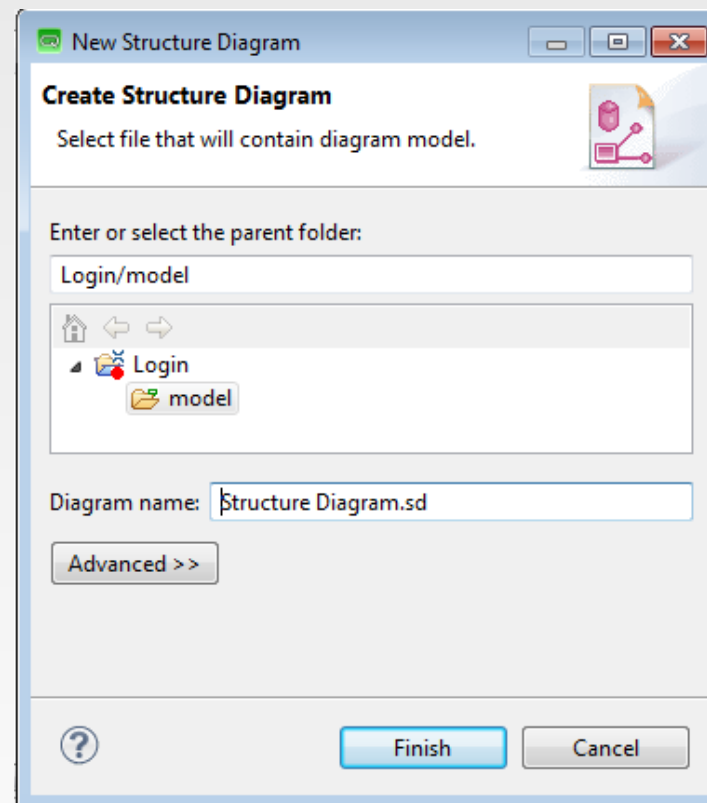 New Structure Diagram
Create Structure Diagram
Select file that will contain diagram model.
Enter or select the parent folder:
Login/model
Login
model
Diagram name: Structure Diagram.sd
Advanced >>
? Finish Cancel